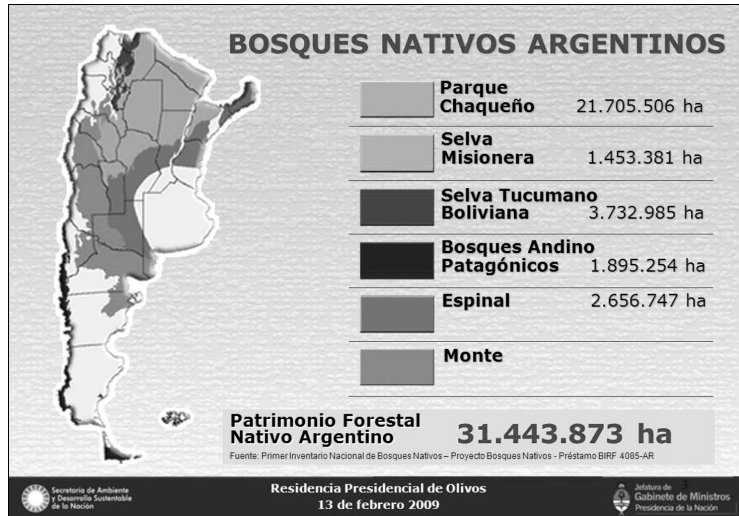 BOSQUES NATIVOS ARGENTINOS
Parque
Chaqueño 21.705.506 ha
Selva
Misionera 1.453.381 ha
Selva Tucumano
Boliviana 3.732.985 ha
Bosques Andino
Patagónicos 1.895.254 ha
Espinal 2.656.747 ha
Monte
Patrimonio Forestal
Nativo Argentino 31.443.873 ha
Fuente: Primer Inventario Nacional de Bosques Nativos – Proyecto Bosques Nativos - Préstamo BIRF 4085-AR
Secretaría de Ambiente
y Desarrollo Sustentable
de la Nación
Residencia Presidencial de Olivos
13 de febrero 2009
Jefatura de 3
Gabinete de Ministros
Presidencia de la Nación